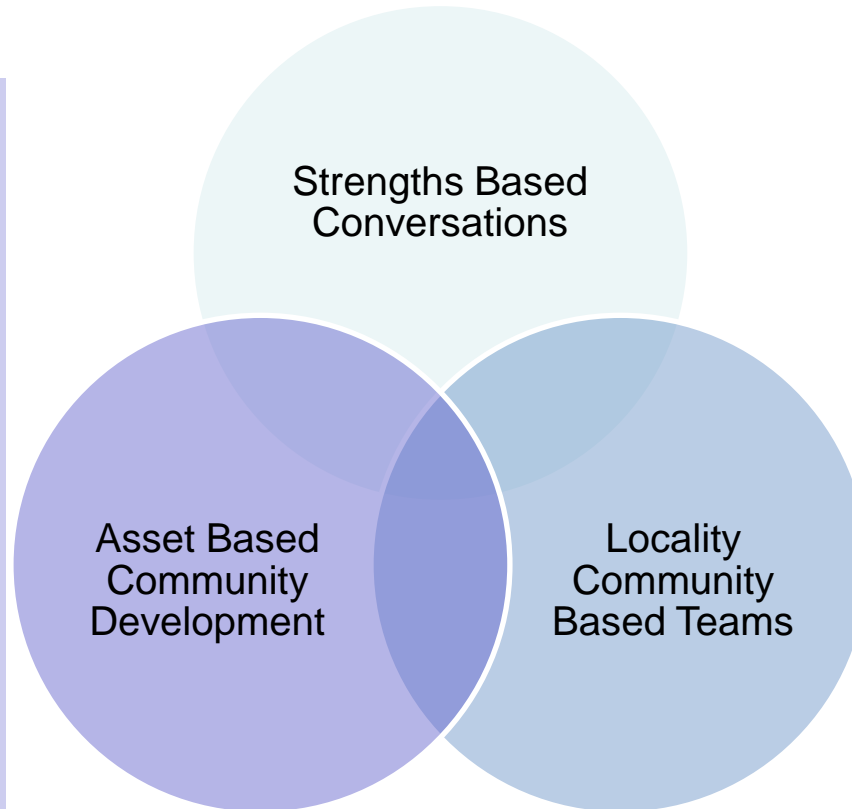 Strengths Based
Conversations
Asset Based
Community
Development
Locality
Community
Based Teams